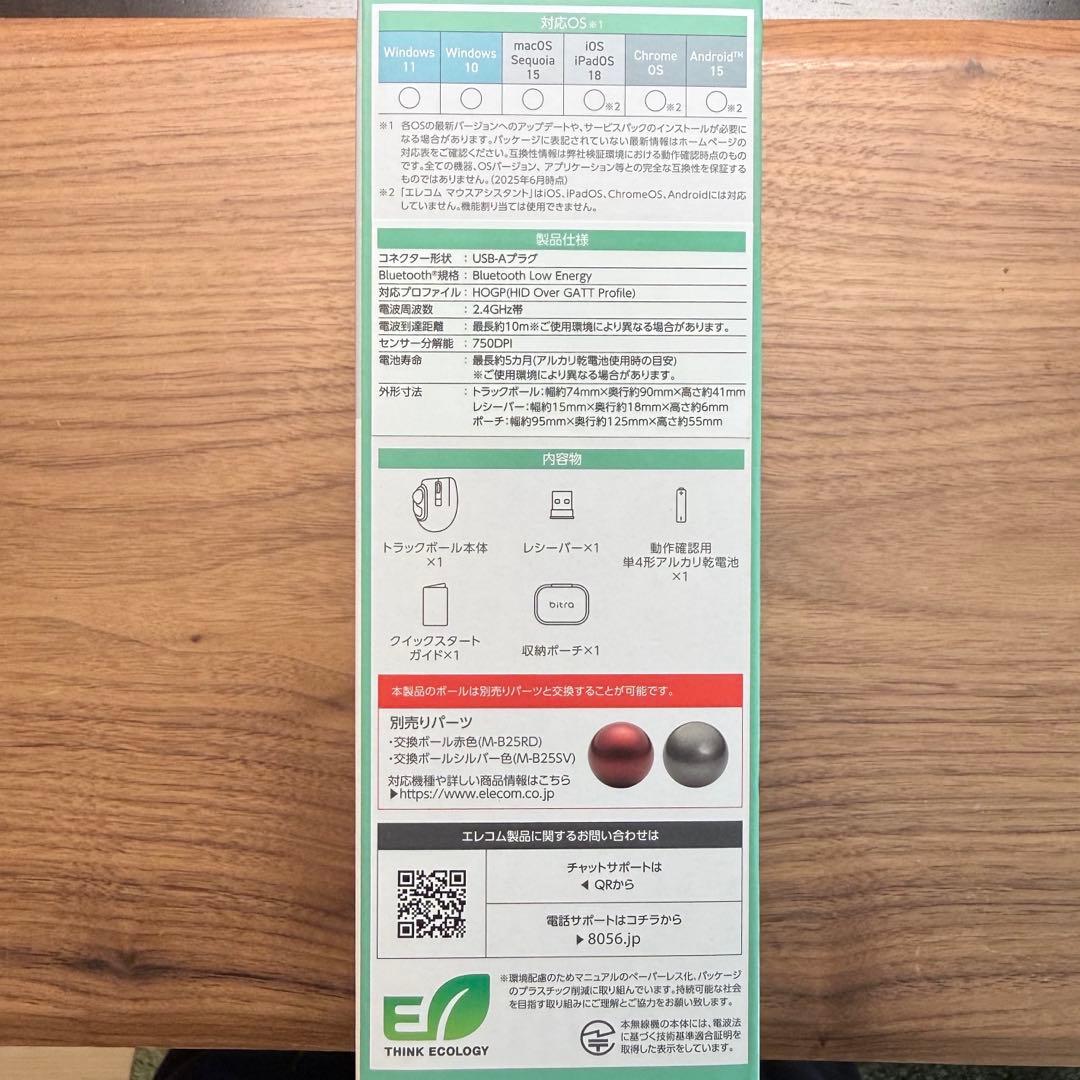 対応OS※1
Windows 11
Windows 10
macOS Sequoia 15
iOS iPadOS 18
Chrome OS
Android™ 15
○
○
○
○※2
○※2
○※2
※1 各OSの最新バージョンへのアップデートや、サービスパックのインストールが必要に
なる場合があります。パッケージに表記されていない最新情報はホームページの
対応表をご確認ください。互換性情報は弊社検証環境における動作確認時点のもの
です。全ての機器、OSバージョン、アプリケーション等との完全な互換性を保証する
ものではありません。(2025年6月時点)
※2 「エレコム マウスアシスタント」はiOS、iPadOS、ChromeOS、Androidには対応
していません。機能割り当ては使用できません。
製品仕様
コネクター形状 : USB-Aプラグ
Bluetooth®規格 : Bluetooth Low Energy
対応プロファイル : HOGP(HID Over GATT Profile)
電波周波数 : 2.4GHz帯
電波到達距離 : 最長約10m※ご使用環境により異なる場合があります。
センサー分解能 : 750DPI
電池寿命 : 最長約5カ月(アルカリ乾電池使用時の目安)
※ご使用環境により異なる場合があります。
外形寸法 : トラックボール:幅約74mm×奥行約90mm×高さ約41mm
レシーバー:幅約15mm×奥行約18mm×高さ約6mm
ポーチ:幅約95mm×奥行約125mm×高さ約55mm
内容物
トラックボール本体
×1
レシーバー×1
動作確認用
単4形アルカリ乾電池
×1
クイックスタート
ガイド×1
bitra
収納ポーチ×1
本製品のボールは別売りパーツと交換することが可能です。
別売りパーツ
・交換ボール赤色(M-B25RD)
・交換ボールシルバー色(M-B25SV)
対応機種や詳しい商品情報はこちら
▶https://www.elecom.co.jp
エレコム製品に関するお問い合わせは
チャットサポートは
◀ QRから
電話サポートはコチラから
▶8056.jp
※環境配慮のためマニュアルのペーパーレス化、パッケージ
のプラスチック削減に取り組んでいます。持続可能な社会
を目指す取り組みにご理解とご協力をお願い致します。
E
THINK ECOLOGY
本無線機の本体には、電波法
に基づく技術基準適合証明を
取得した表示をしています。